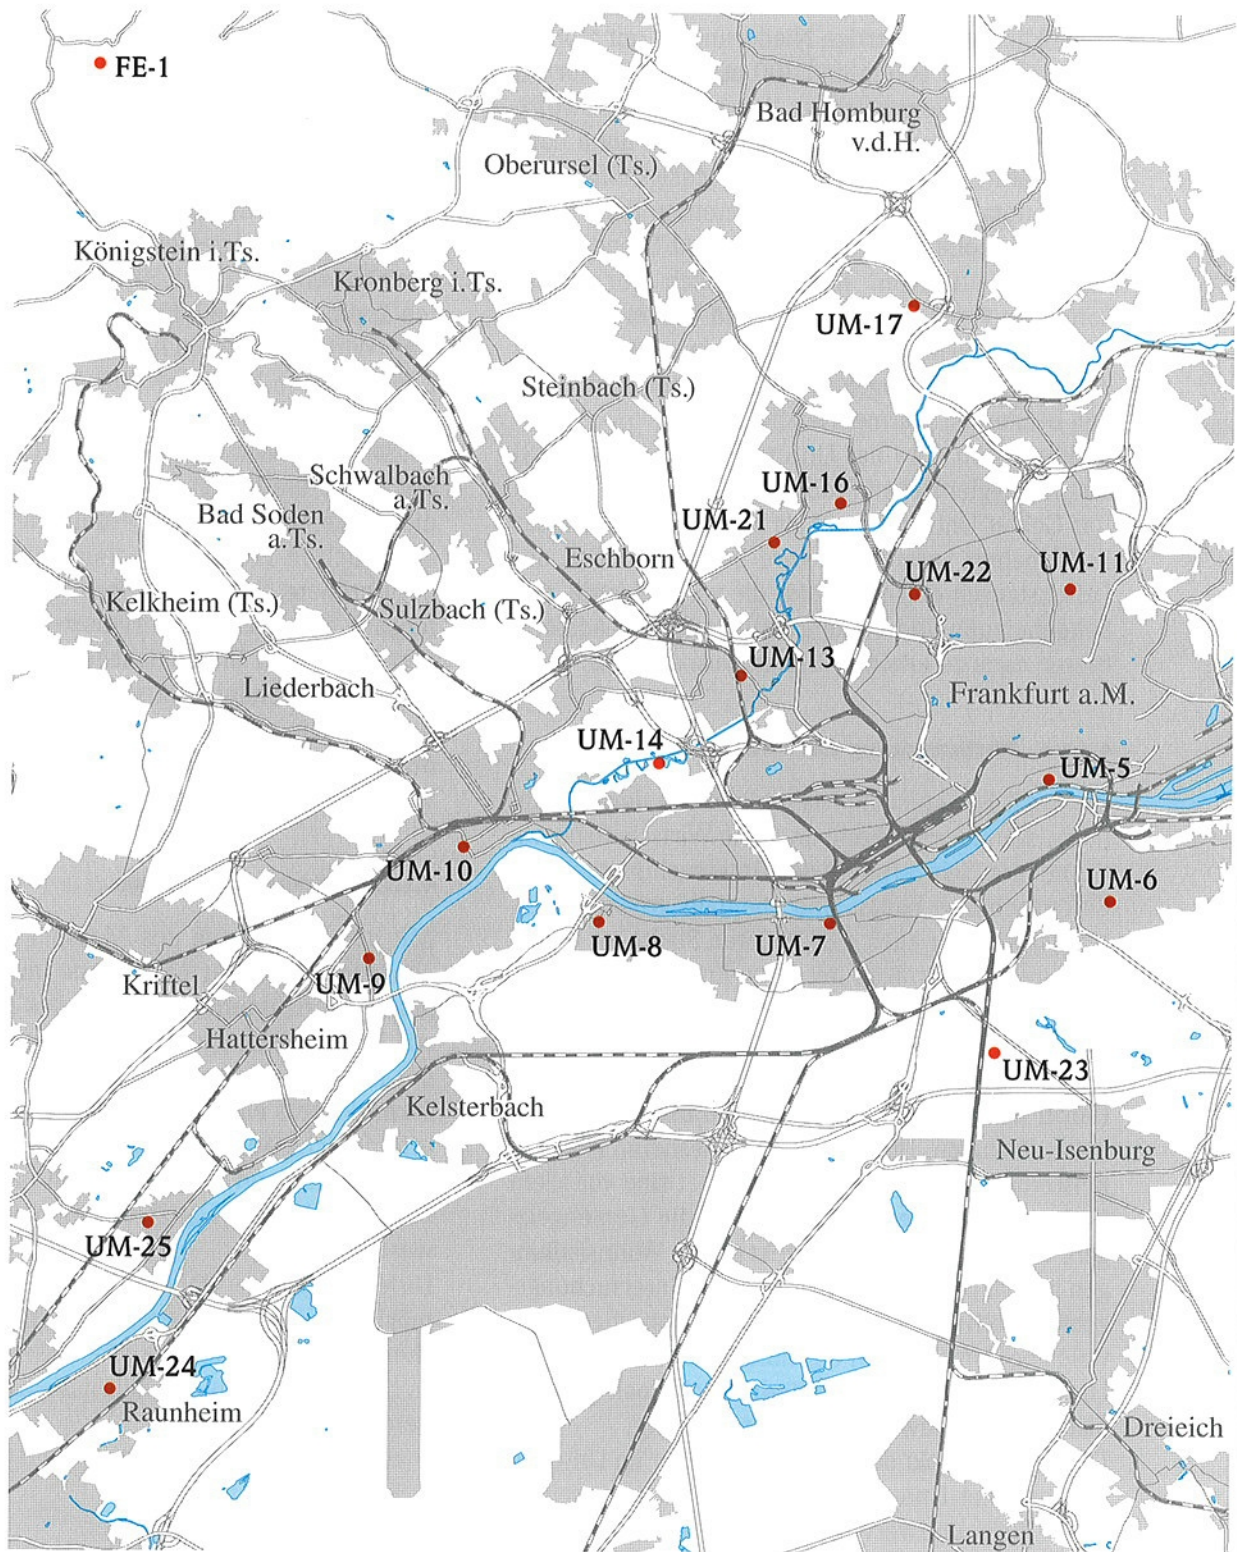 FE-1
Bad Homburg
v.d.H.
Oberursel (Ts.)
Königstein i.Ts.
Kronberg i.Ts.
UM-17
Steinbach (Ts.)
Schwalbach
a.Ts.
UM-16
Bad Soden
a.Ts.
UM-21
Eschborn
UM-22
UM-11
Kelkheim (Ts.)
Sulzbach (Ts.)
UM-13
Liederbach
Frankfurt a.M.
UM-14
UM-5
UM-10
UM-6
UM-8
UM-7
Kriftel
UM-9
Hattersheim
UM-23
Kelsterbach
Neu-Isenburg
UM-25
UM-24
Raunheim
Dreieich
Langen